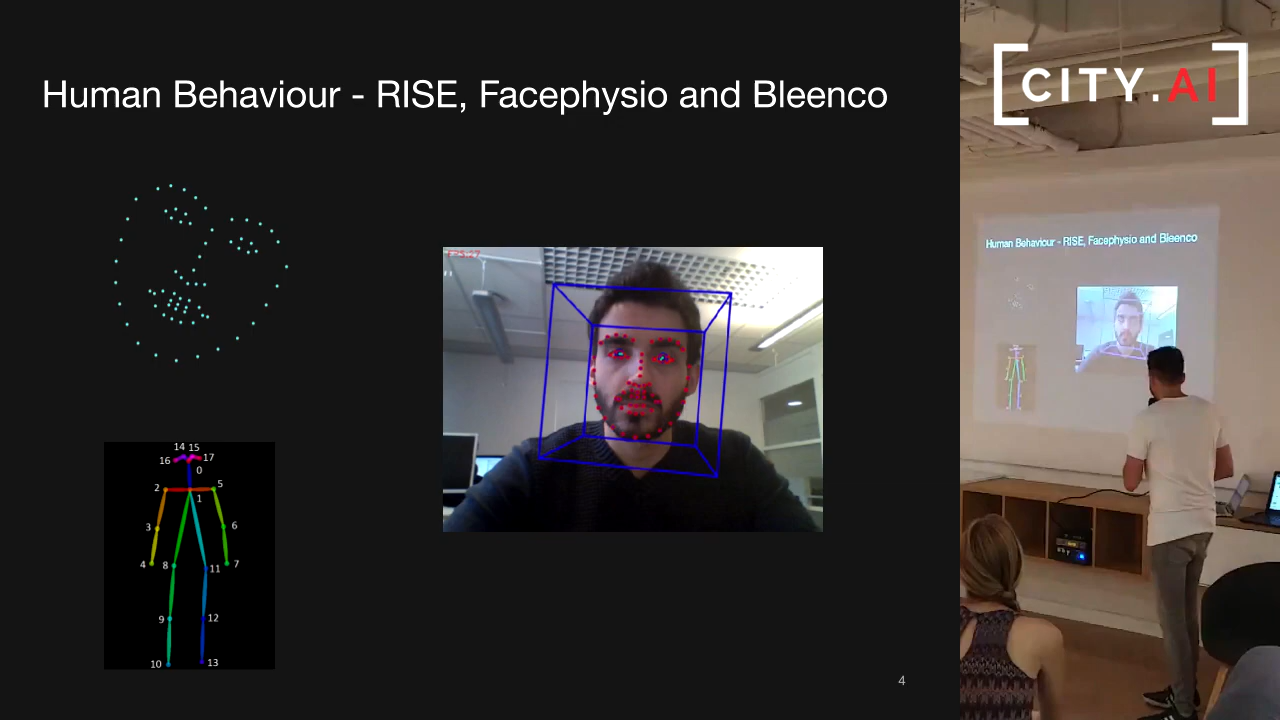 Human Behaviour - RISE, Facephysio and Bleenco
[CITY.AI]
Human Behaviour - RISE, Facephysio and Bleenco
14 15
16 17
0
2 5
1
3 6
4 8 7
11
9 12
10 13
4